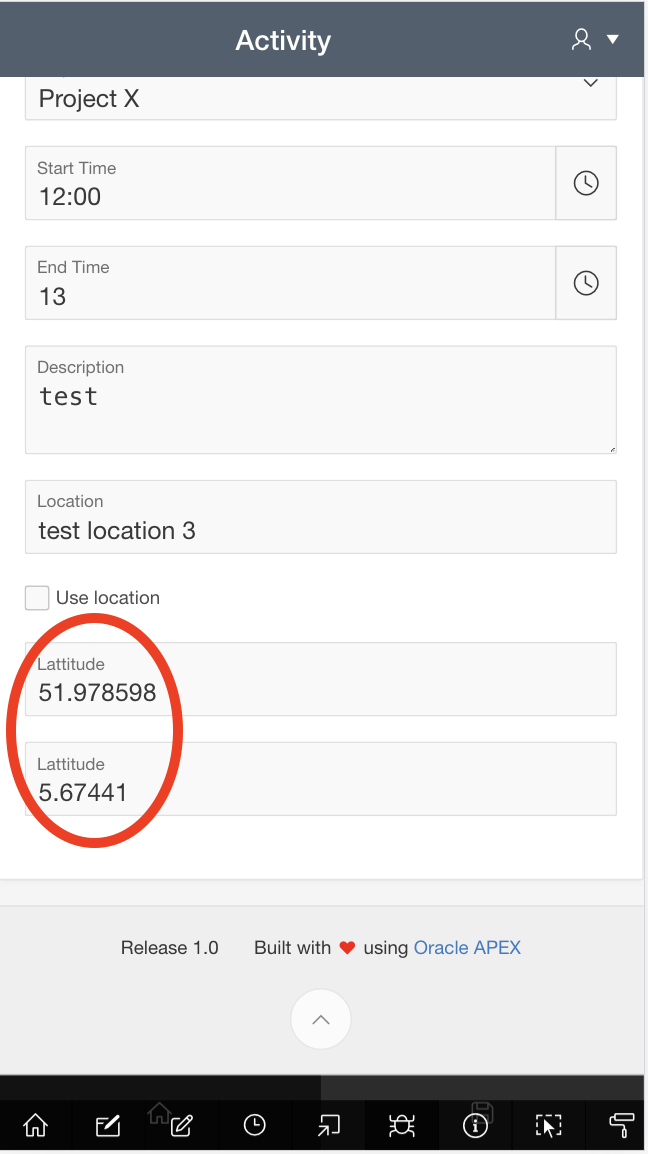 Activity
Project X
Start Time
12:00
End Time
13
Description
test
Location
test location 3
Use location
Lattitude
51.978598
Lattitude
5.67441
Release 1.0 Built with ❤ using Oracle APEX